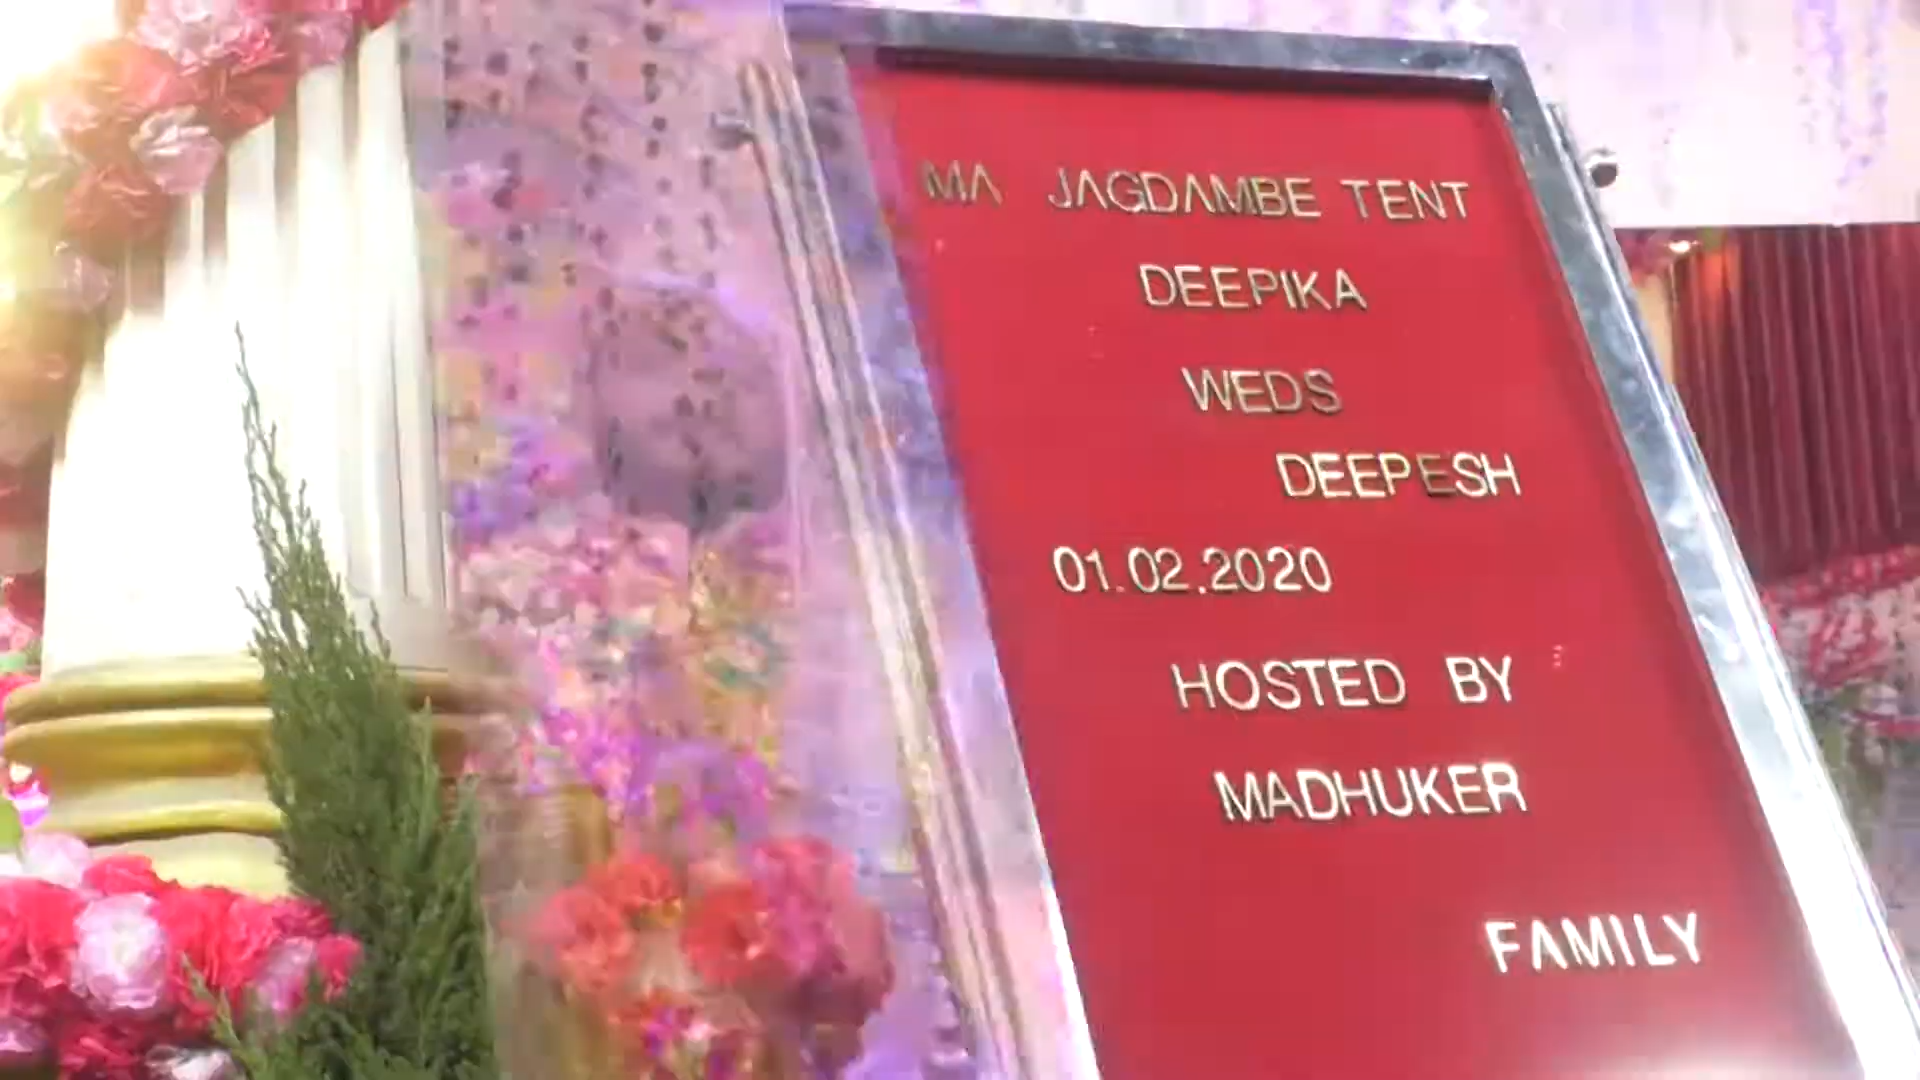 MA JAGDAMBE TENT
DEEPIKA
WEDS
DEEPESH
01.02.2020
HOSTED BY
MADHUKER
FAMILY